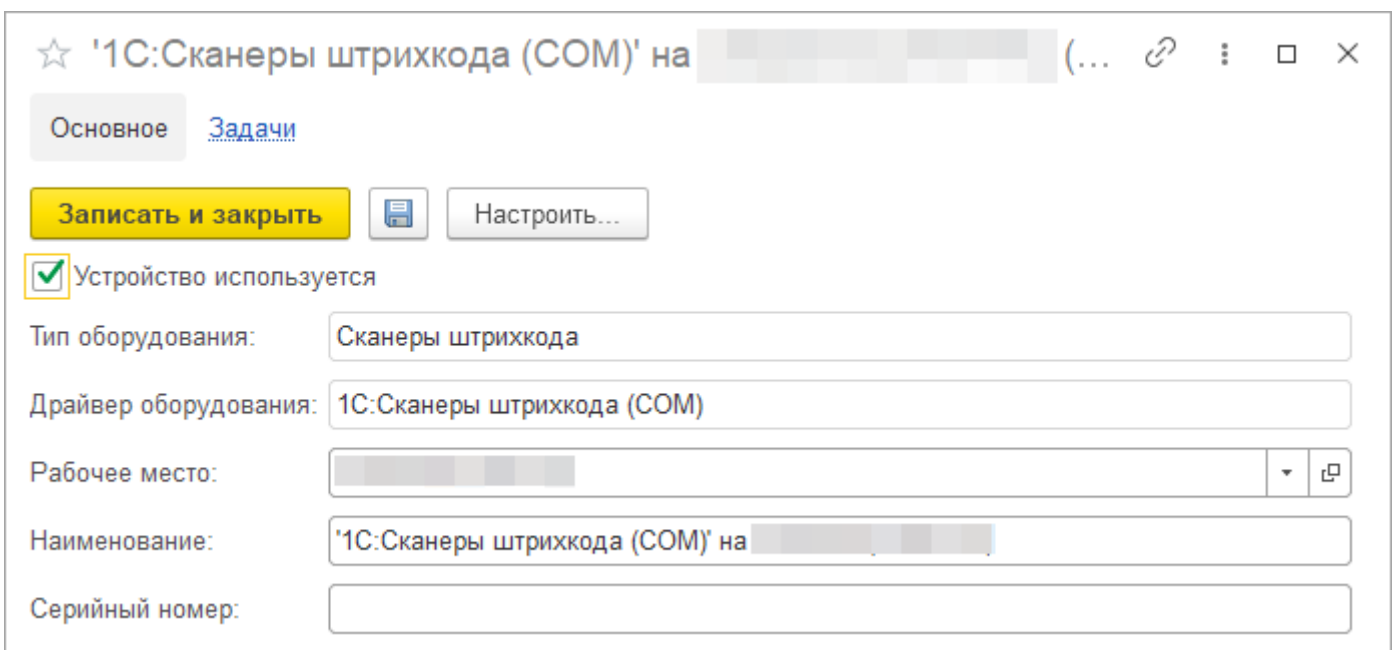 '1С:Сканеры штрихкода (COM)' на (...
Основное Задачи
Записать и закрыть Настроить...
Устройство используется
Тип оборудования: Сканеры штрихкода
Драйвер оборудования: 1С:Сканеры штрихкода (COM)
Рабочее место:
Наименование: '1С:Сканеры штрихкода (COM)' на
Серийный номер: